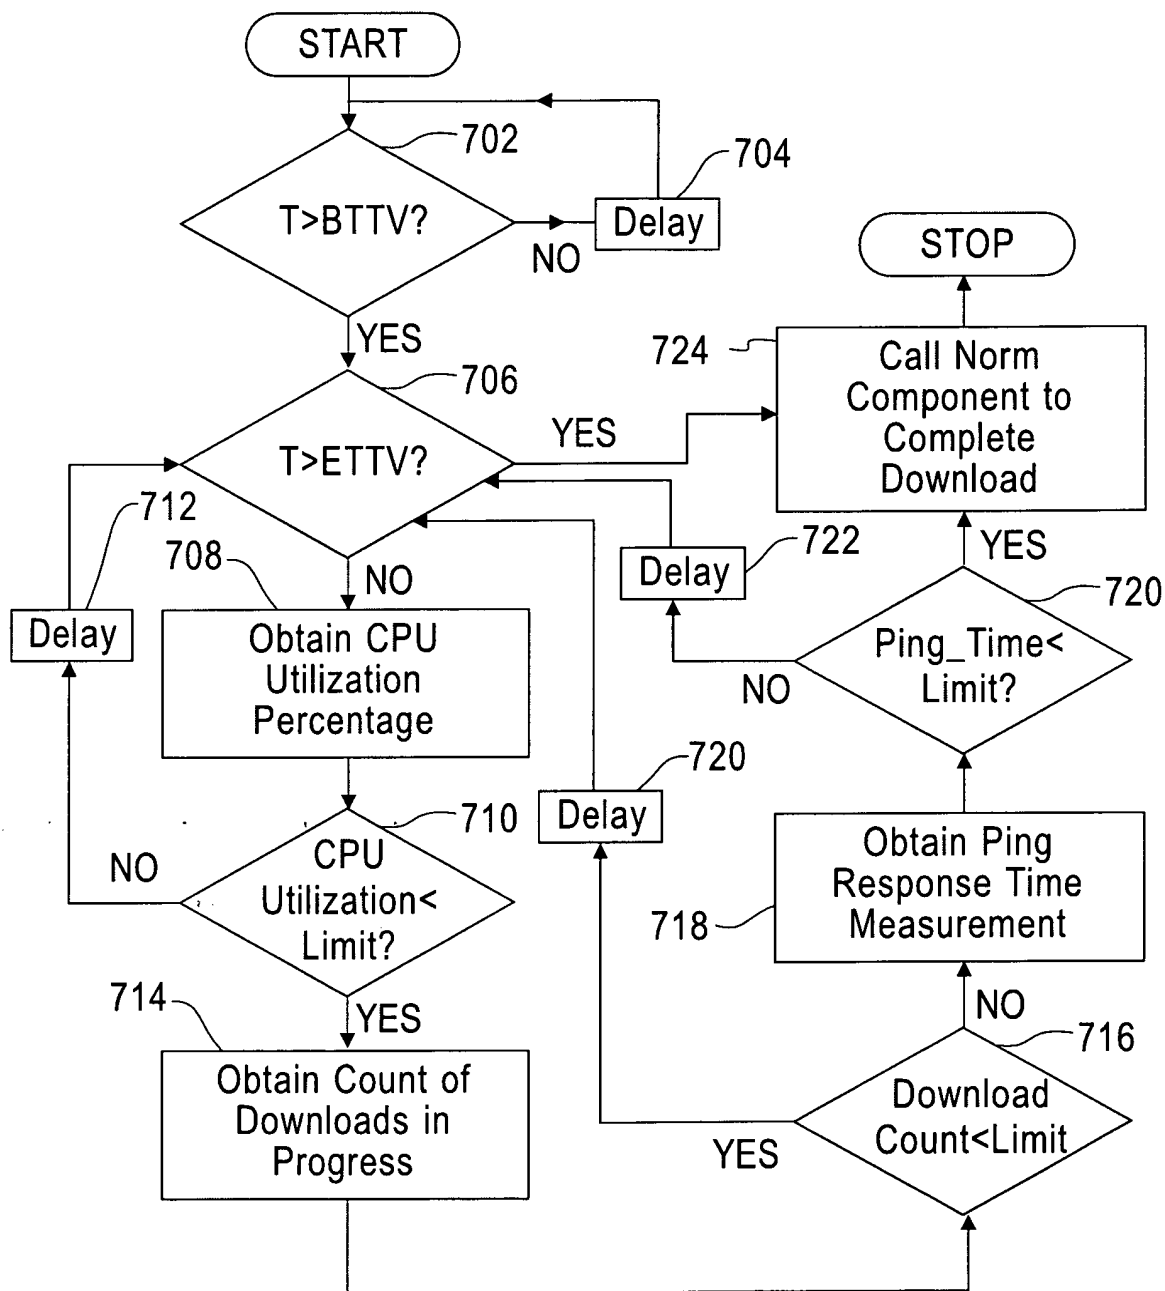 START
702
704
T>BTTV?
Delay
NO
STOP
YES
724
Call Norm
Component to
Complete
Download
706
YES
T>ETTV?
712
708
NO
722
Delay
YES
720
Delay
Obtain CPU
Utilization
Percentage
Ping_Time<
Limit?
NO
720
Delay
710
NO
CPU
Utilization<
Limit?
Obtain Ping
Response Time
Measurement
718
714
YES
NO
716
Obtain Count of
Downloads in
Progress
Download
Count<Limit
YES